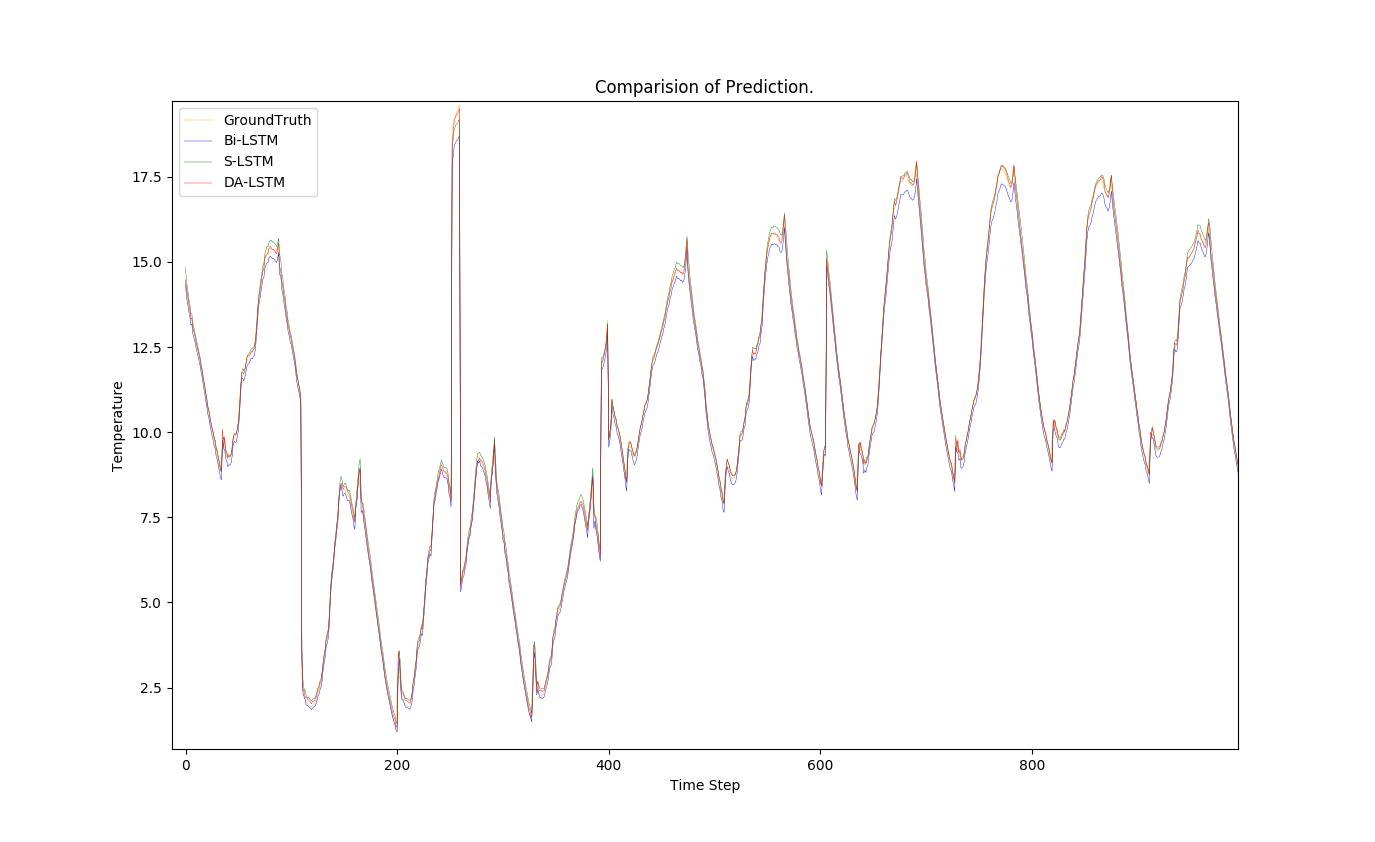 Comparision of Prediction.
GroundTruth
Bi-LSTM
S-LSTM
DA-LSTM
17.5
15.0
12.5
10.0
7.5
5.0
2.5
Temperature
0 200 400 600 800
Time Step